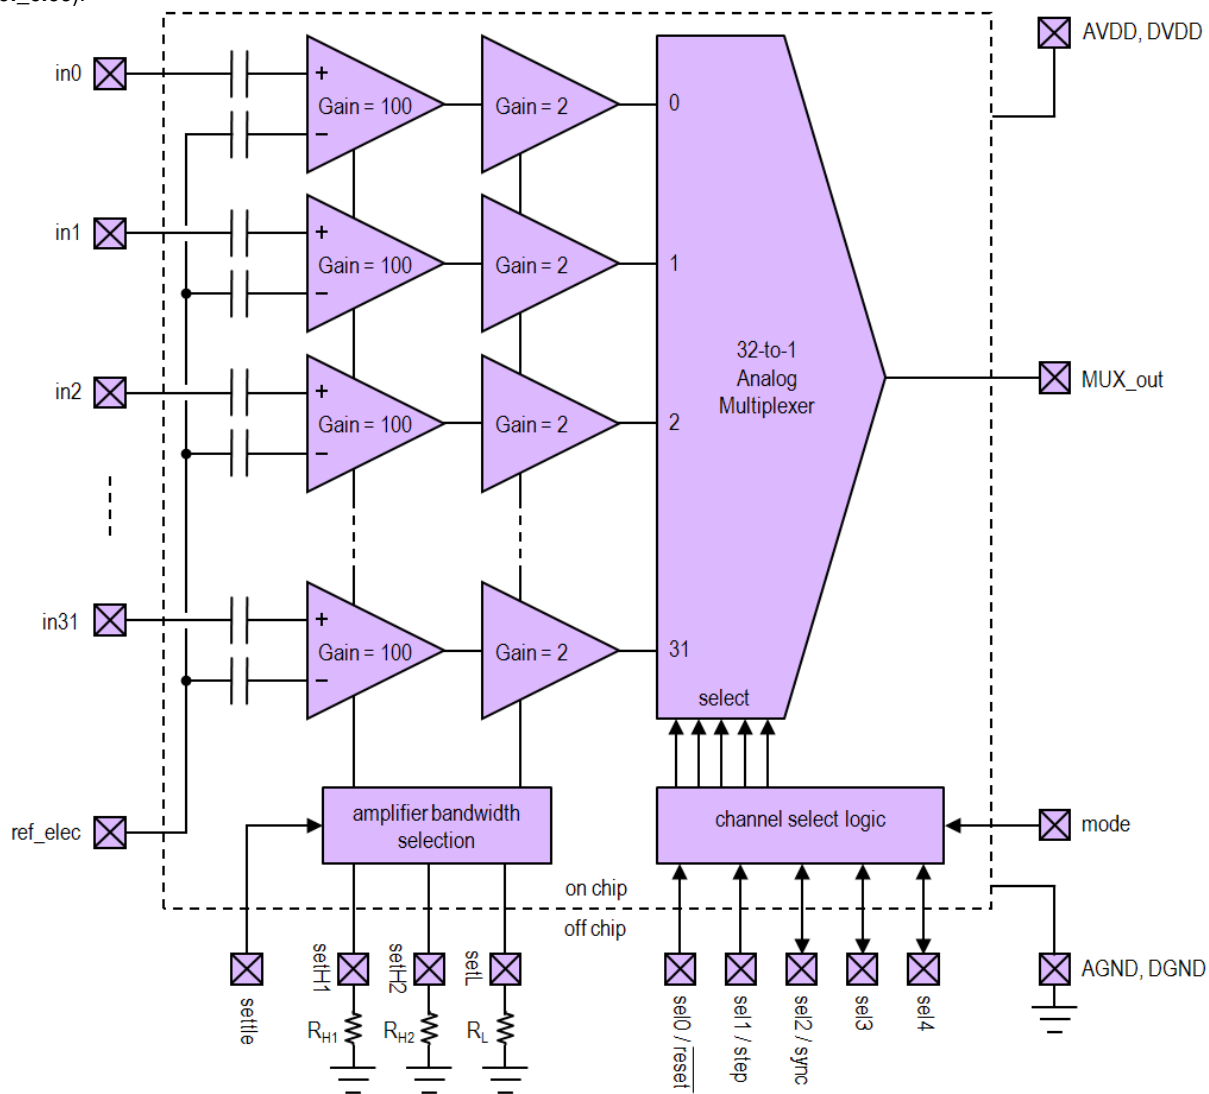 AVDD, DVDD
in0
+
Gain = 100
−
Gain = 2
0
in1
+
Gain = 100
−
Gain = 2
1
in2
+
Gain = 100
−
Gain = 2
2
32-to-1
Analog
Multiplexer
MUX_out
in31
+
Gain = 100
−
Gain = 2
31
select
ref_elec
amplifier bandwidth
selection
channel select logic
mode
on chip
off chip
settle
setH1
setH2
setL
RH1
RH2
RL
sel0 / reset
sel1 / step
sel2 / sync
sel3
sel4
AGND, DGND